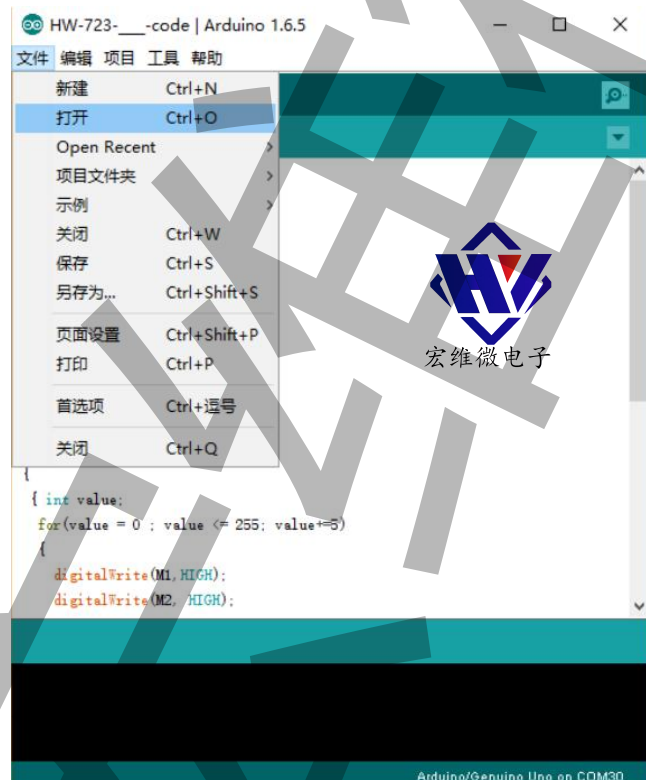 HW-723-___-code | Arduino 1.6.5
文件 编辑 项目 工具 帮助
新建 Ctrl+N
打开 Ctrl+O
Open Recent
项目文件夹
示例
关闭 Ctrl+W
保存 Ctrl+S
另存为... Ctrl+Shift+S
页面设置 Ctrl+Shift+P
打印 Ctrl+P
首选项 Ctrl+逗号
关闭 Ctrl+Q
宏维微电子
{
{ int value;
for(value = 0 ; value <= 255; value+=5)
{
digitalWrite(M1,HIGH);
digitalWrite(M2, HIGH);
Arduino/Genuino Uno on COM30